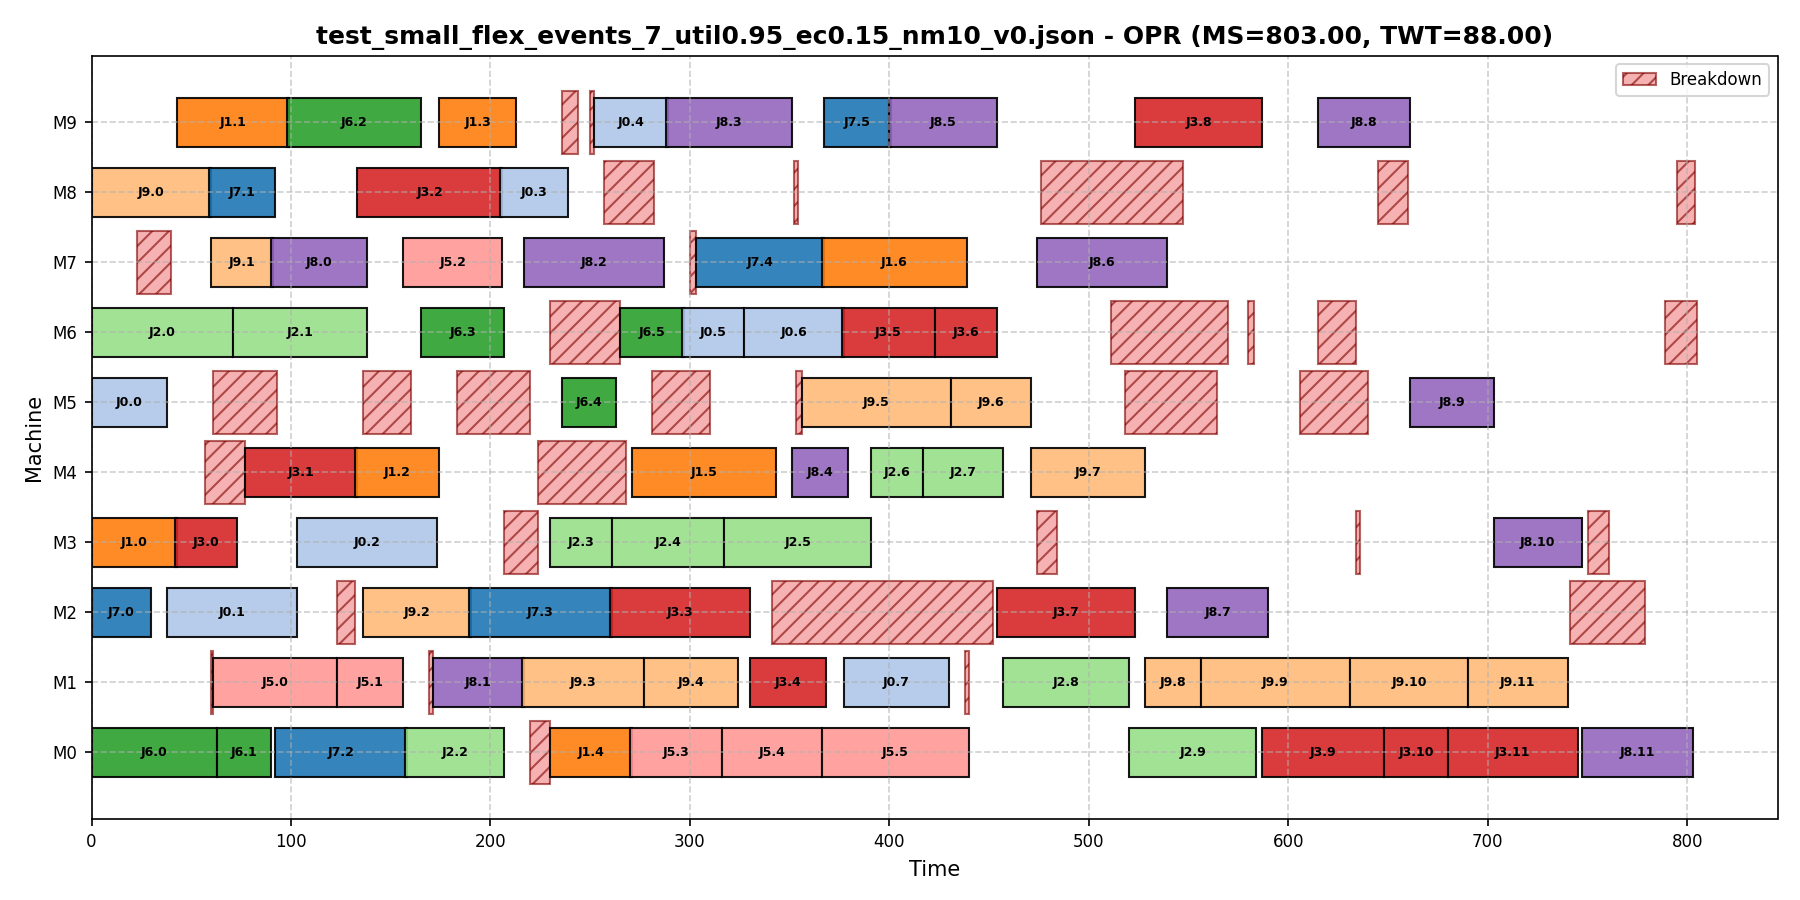 test_small_flex_events_7_util0.95_ec0.15_nm10_v0.json - OPR (MS=803.00, TWT=88.00)
Breakdown
M9 J1.1 J6.2 J1.3 J0.4 J8.3 J7.5 J8.5 J3.8 J8.8
M8 J9.0 J7.1 J3.2 J0.3
M7 J9.1 J8.0 J5.2 J8.2 J7.4 J1.6 J8.6
M6 J2.0 J2.1 J6.3 J6.5 J0.5 J0.6 J3.5 J3.6
M5 J0.0 J6.4 J9.5 J9.6 J8.9
M4 J3.1 J1.2 J1.5 J8.4 J2.6 J2.7 J9.7
M3 J1.0 J3.0 J0.2 J2.3 J2.4 J2.5 J8.10
M2 J7.0 J0.1 J9.2 J7.3 J3.3 J3.7 J8.7
M1 J5.0 J5.1 J8.1 J9.3 J9.4 J3.4 J0.7 J2.8 J9.8 J9.9 J9.10 J9.11
M0 J6.0 J6.1 J7.2 J2.2 J1.4 J5.3 J5.4 J5.5 J2.9 J3.9 J3.10 J3.11 J8.11
Machine
0 100 200 300 400 500 600 700 800
Time